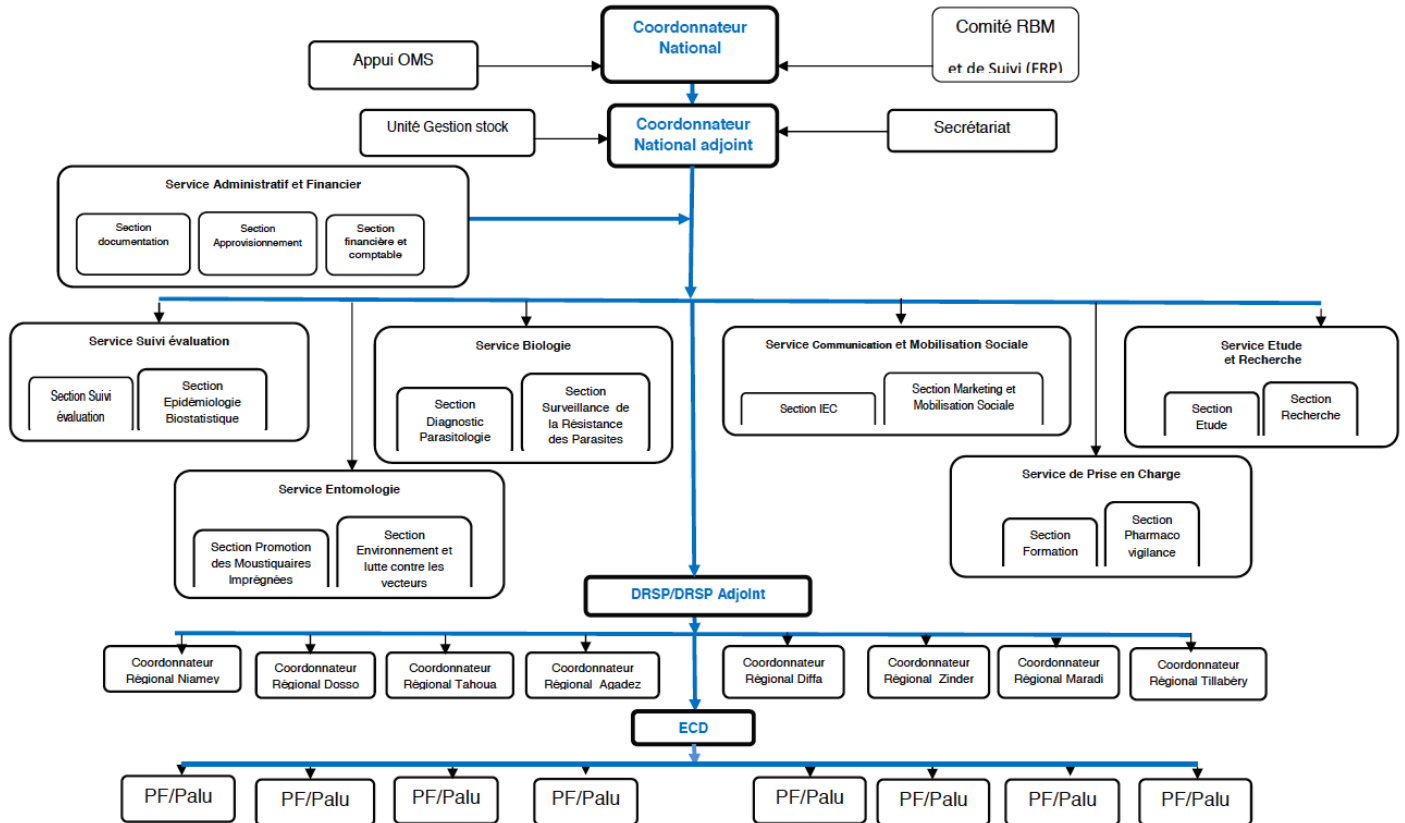 Coordonnateur
National
Comité RBM
et de Suivi (FRP)
Appui OMS
Unité Gestion stock
Coordonnateur
National adjoint
Secrétariat
Service Administratif et Financier
Section
documentation
Section
Approvisionnement
Section
financière et
comptable
Service Suivi évaluation
Section Suivi
évaluation
Section
Epidémiologie
Biostatistique
Service Biologie
Section
Diagnostic
Parasitologie
Section
Surveillance de
la Résistance
des Parasites
Service Communication et Mobilisation Sociale
Section IEC
Section Marketing et
Mobilisation Sociale
Service Etude
et Recherche
Section
Etude
Section
Recherche
Service Entomologie
Section Promotion
des Moustiquaires
Imprégnées
Section
Environnement et
lutte contre les
vecteurs
Service de Prise en Charge
Section
Formation
Section
Pharmaco
vigilance
DRSP/DRSP Adjoint
Coordonnateur
Régional Niamey
Coordonnateur
Régional Dosso
Coordonnateur
Régional Tahoua
Coordonnateur
Régional Agadez
Coordonnateur
Régional Diffa
Coordonnateur
Régional Zinder
Coordonnateur
Régional Maradi
Coordonnateur
Régional Tillabéry
ECD
PF/Palu
PF/Palu
PF/Palu
PF/Palu
PF/Palu
PF/Palu
PF/Palu
PF/Palu